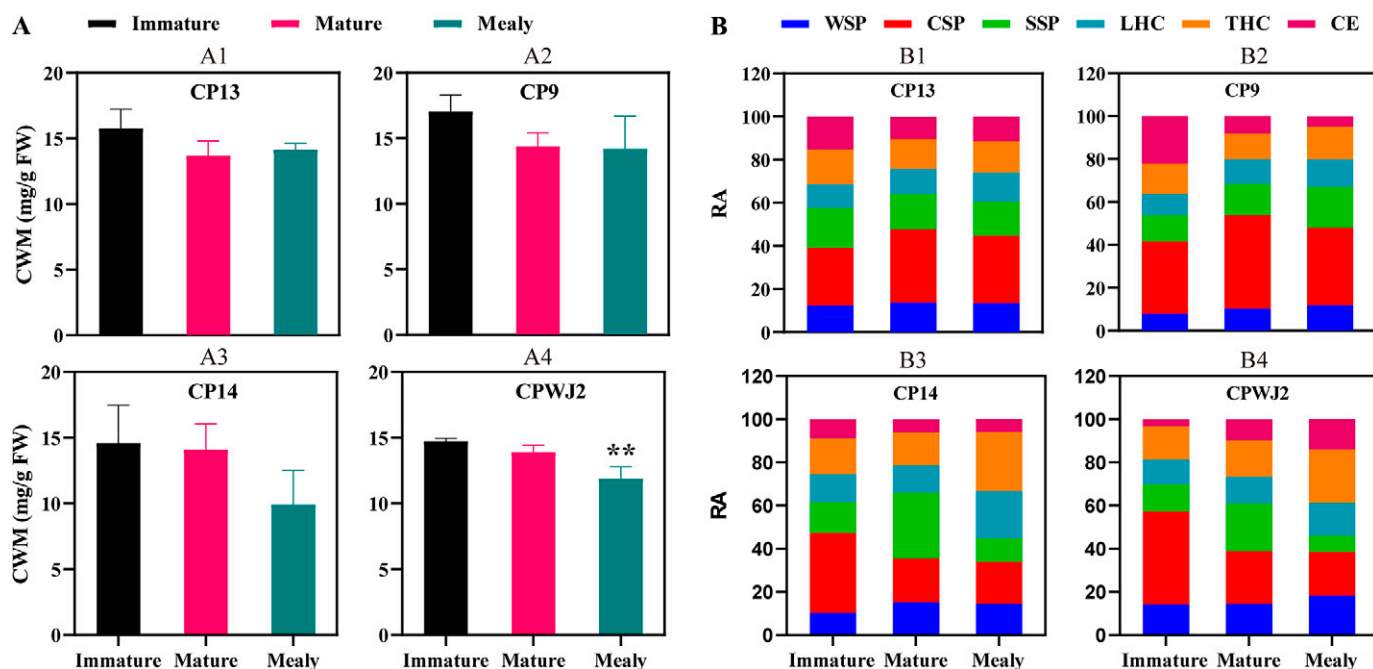 A
Immature Mature Mealy
B
WSP CSP SSP LHC THC CE
A1
A2
B1
B2
CWM (mg/g FW)
20
15
10
5
0
CP13
20
15
10
5
0
CP9
RA
120
100
80
60
40
20
0
CP13
120
100
80
60
40
20
0
CP9
A3
A4
B3
B4
CWM (mg/g FW)
20
15
10
5
0
CP14
20
15
10
5
0
CPWJ2
**
RA
120
100
80
60
40
20
0
CP14
120
100
80
60
40
20
0
CPWJ2
Immature Mature Mealy
Immature Mature Mealy
Immature Mature Mealy
Immature Mature Mealy